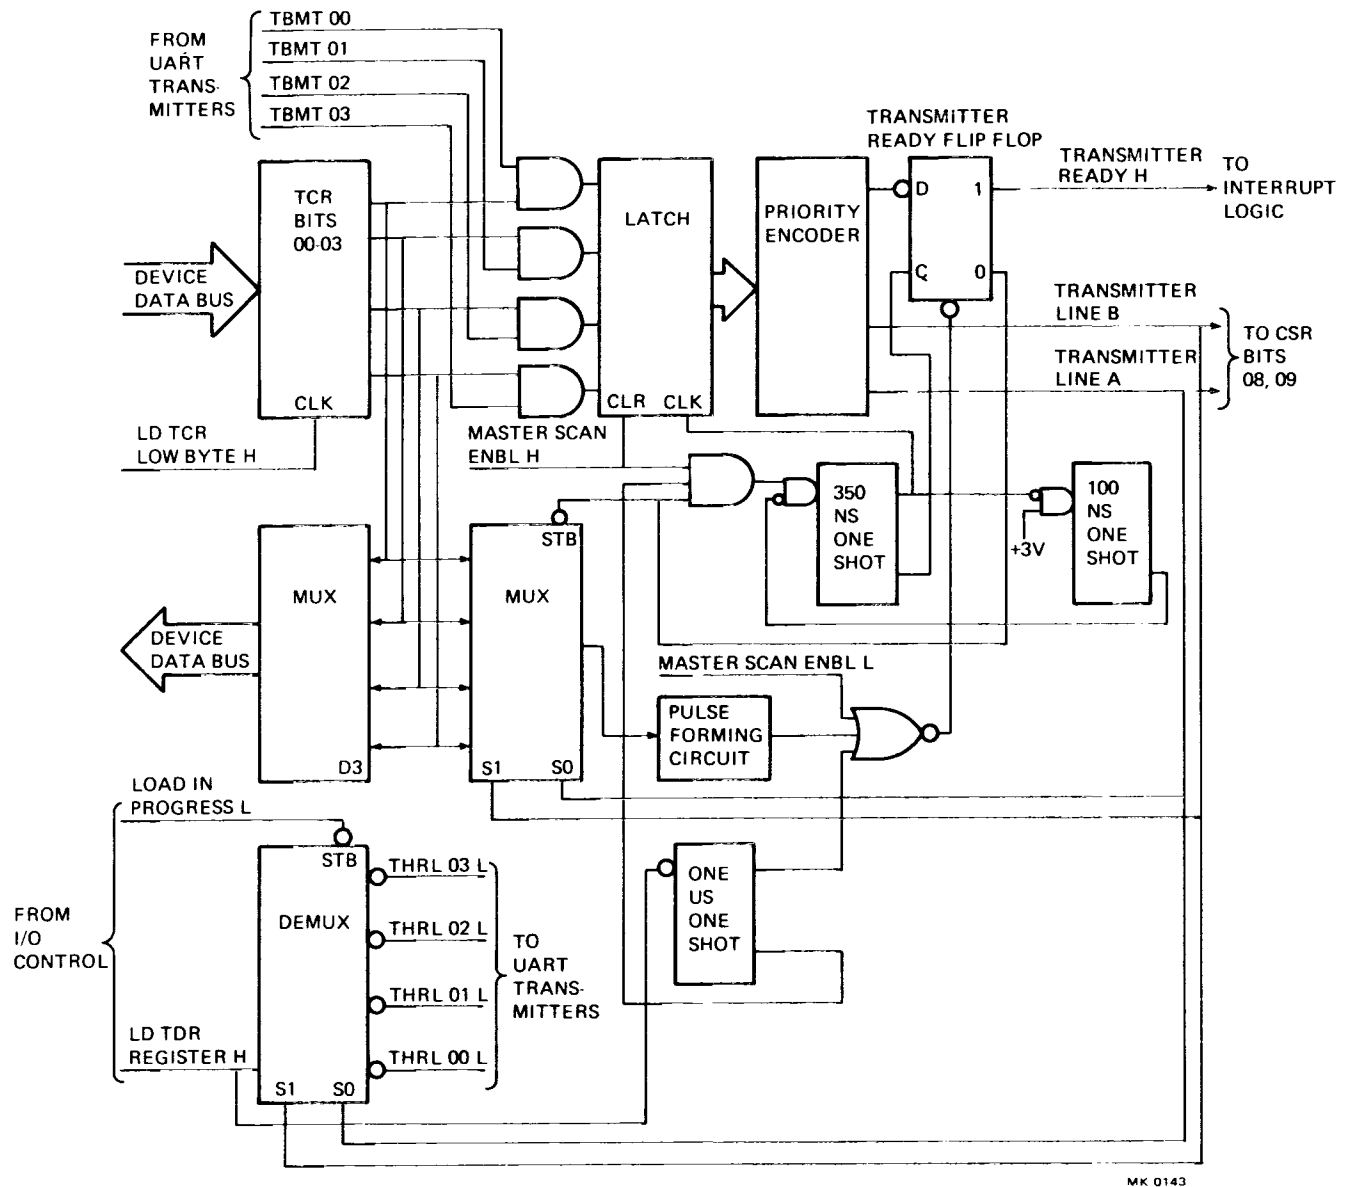 TBMT 00
FROM
UART
TRANS-
MITTERS
TBMT 01
TBMT 02
TBMT 03
TCR
BITS
00-03
CLK
DEVICE
DATA BUS
LD TCR
LOW BYTE H
LATCH
CLR CLK
PRIORITY
ENCODER
TRANSMITTER
READY FLIP FLOP
D 1
C 0
TRANSMITTER
READY H
TO
INTERRUPT
LOGIC
TRANSMITTER
LINE B
TRANSMITTER
LINE A
TO CSR
BITS
08, 09
MASTER SCAN
ENBL H
350
NS
ONE
SHOT
+3V
100
NS
ONE
SHOT
MUX
D3
DEVICE
DATA BUS
STB
MUX
S1 S0
MASTER SCAN ENBL L
PULSE
FORMING
CIRCUIT
LOAD IN
PROGRESS L
FROM
I/O
CONTROL
LD TDR
REGISTER H
STB
DEMUX
S1 S0
THRL 03 L
THRL 02 L
THRL 01 L
THRL 00 L
TO
UART
TRANS-
MITTERS
ONE
US
ONE
SHOT
MK 0143